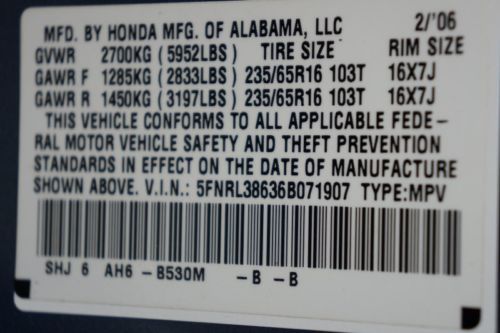 MFD. BY HONDA MFG. OF ALABAMA, LLC 2/'06
GVWR 2700KG (5952LBS) TIRE SIZE RIM SIZE
GAWR F 1285KG (2833LBS) 235/65R16 103T 16X7J
GAWR R 1450KG (3197LBS) 235/65R16 103T 16X7J
THIS VEHICLE CONFORMS TO ALL APPLICABLE FEDE-
RAL MOTOR VEHICLE SAFETY AND THEFT PREVENTION
STANDARDS IN EFFECT ON THE DATE OF MANUFACTURE
SHOWN ABOVE. V.I.N.: 5FNRL38636B071907 TYPE:MPV
SHJ 6 AH6 -B530M -B -B